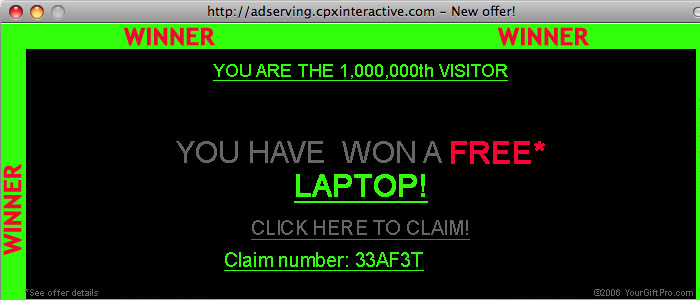 http://adserving.cpxinteractive.com – New offer!
WINNER WINNER
YOU ARE THE 1,000,000th VISITOR
YOU HAVE WON A FREE*
LAPTOP!
CLICK HERE TO CLAIM!
Claim number: 33AF3T
WINNER
*See offer details ©2006 YourGiftPro.com